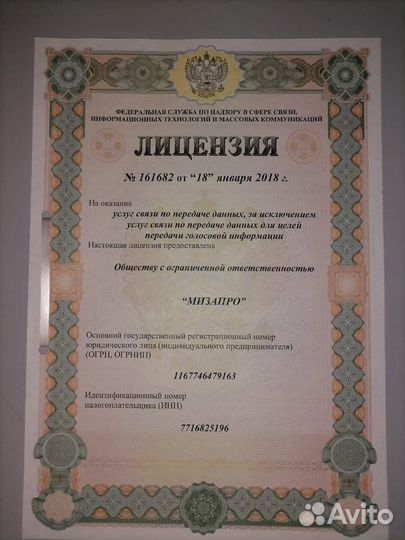 ФЕДЕРАЛЬНАЯ СЛУЖБА ПО НАДЗОРУ В СФЕРЕ СВЯЗИ,
ИНФОРМАЦИОННЫХ ТЕХНОЛОГИЙ И МАССОВЫХ КОММУНИКАЦИЙ
ЛИЦЕНЗИЯ
№ 161682 от “18” января 2018 г.
На оказание
услуг связи по передаче данных, за исключением
услуг связи по передаче данных для целей
передачи голосовой информации
Настоящая лицензия предоставлена
Обществу с ограниченной ответственностью
“МИЗАПРО”
Основной государственный регистрационный номер
юридического лица (индивидуального предпринимателя)
(ОГРН, ОГРНИП)
1167746479163
Идентификационный номер
налогоплательщика (ИНН)
7716825196
Avito